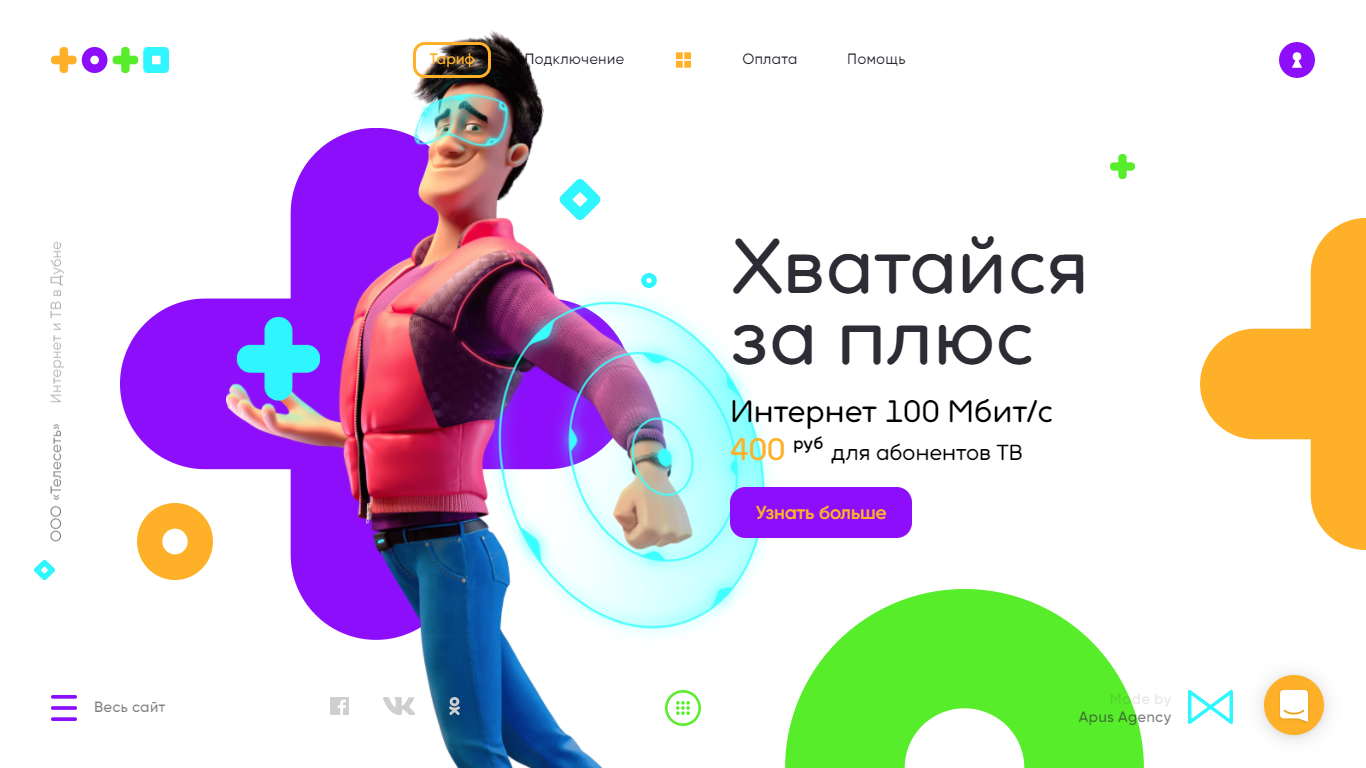 Тариф
Подключение
Оплата
Помощь
ООО «Телесеть» Интернет и ТВ в Дубне
Хватайся
за плюс
Интернет 100 Мбит/с
400 руб для абонентов ТВ
Узнать больше
Весь сайт
Made by
Apus Agency